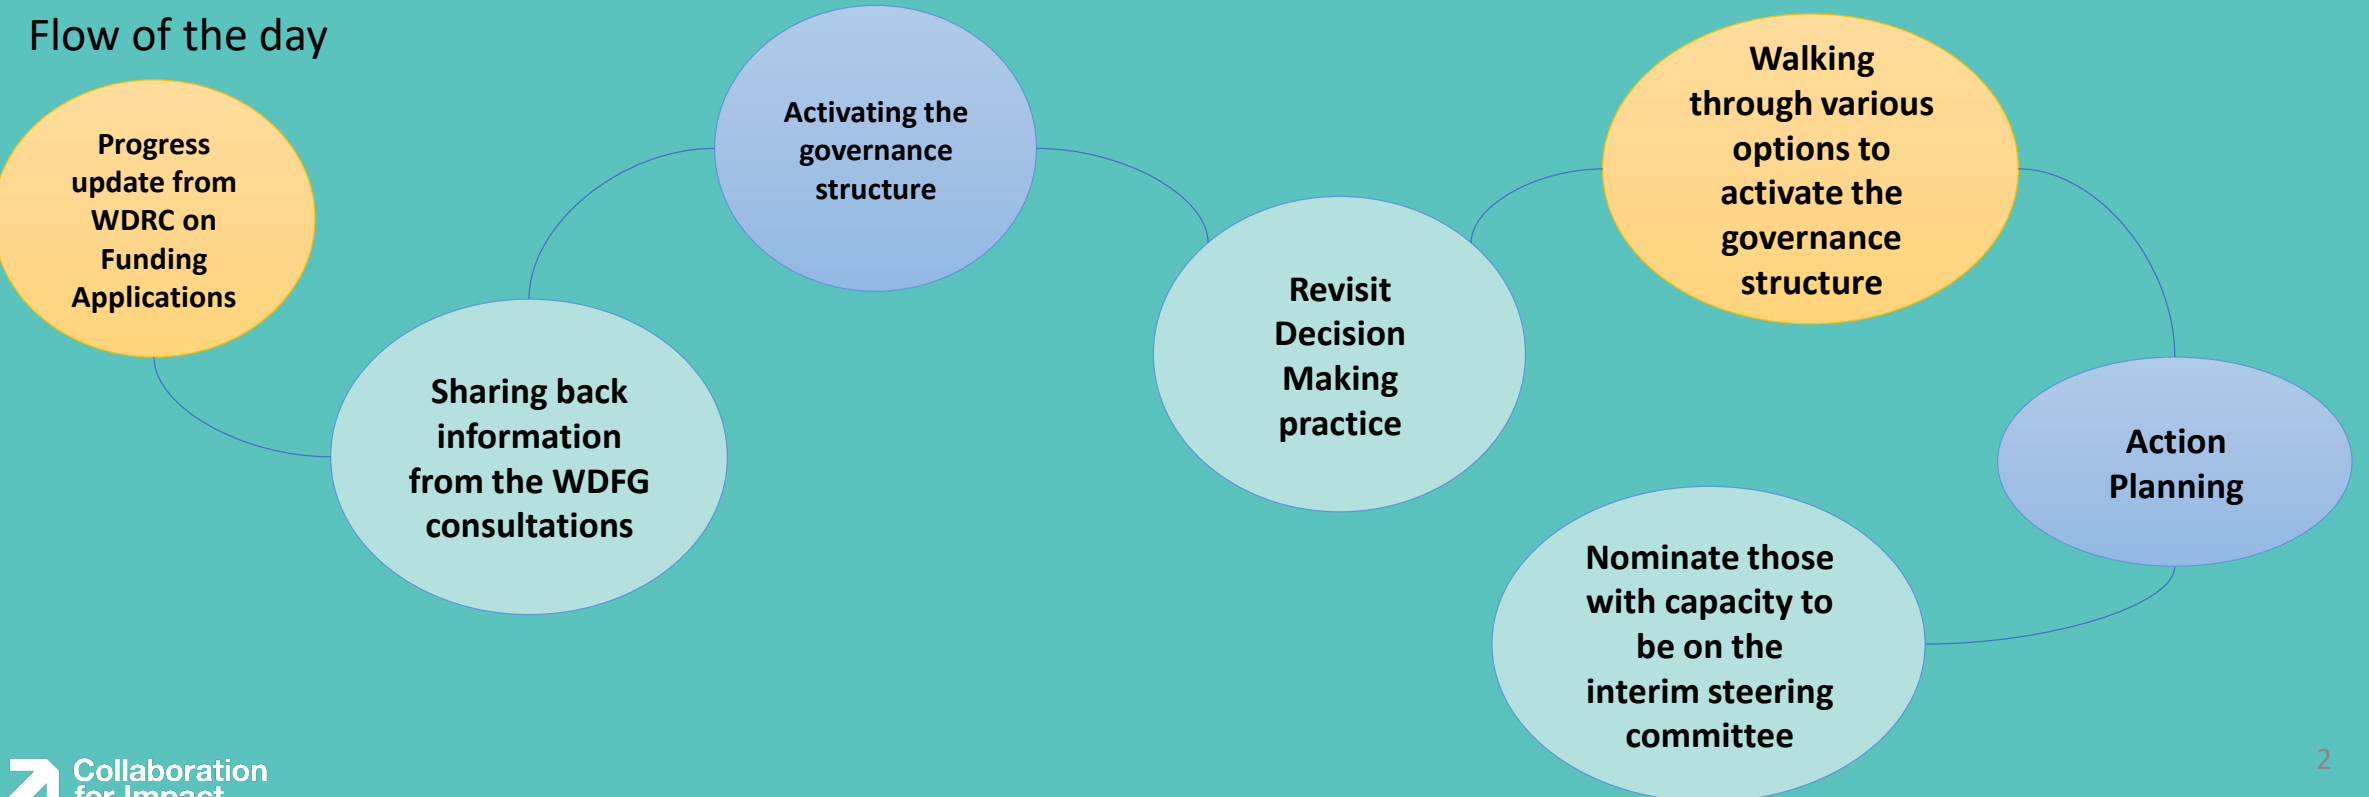 Flow of the day
Progress
update from
WDRC on
Funding
Applications
Sharing back
information
from the WDFG
consultations
Activating the
governance
structure
Revisit
Decision
Making
practice
Walking
through various
options to
activate the
governance
structure
Action
Planning
Nominate those
with capacity to
be on the
interim steering
committee
Collaboration
for Impact
2